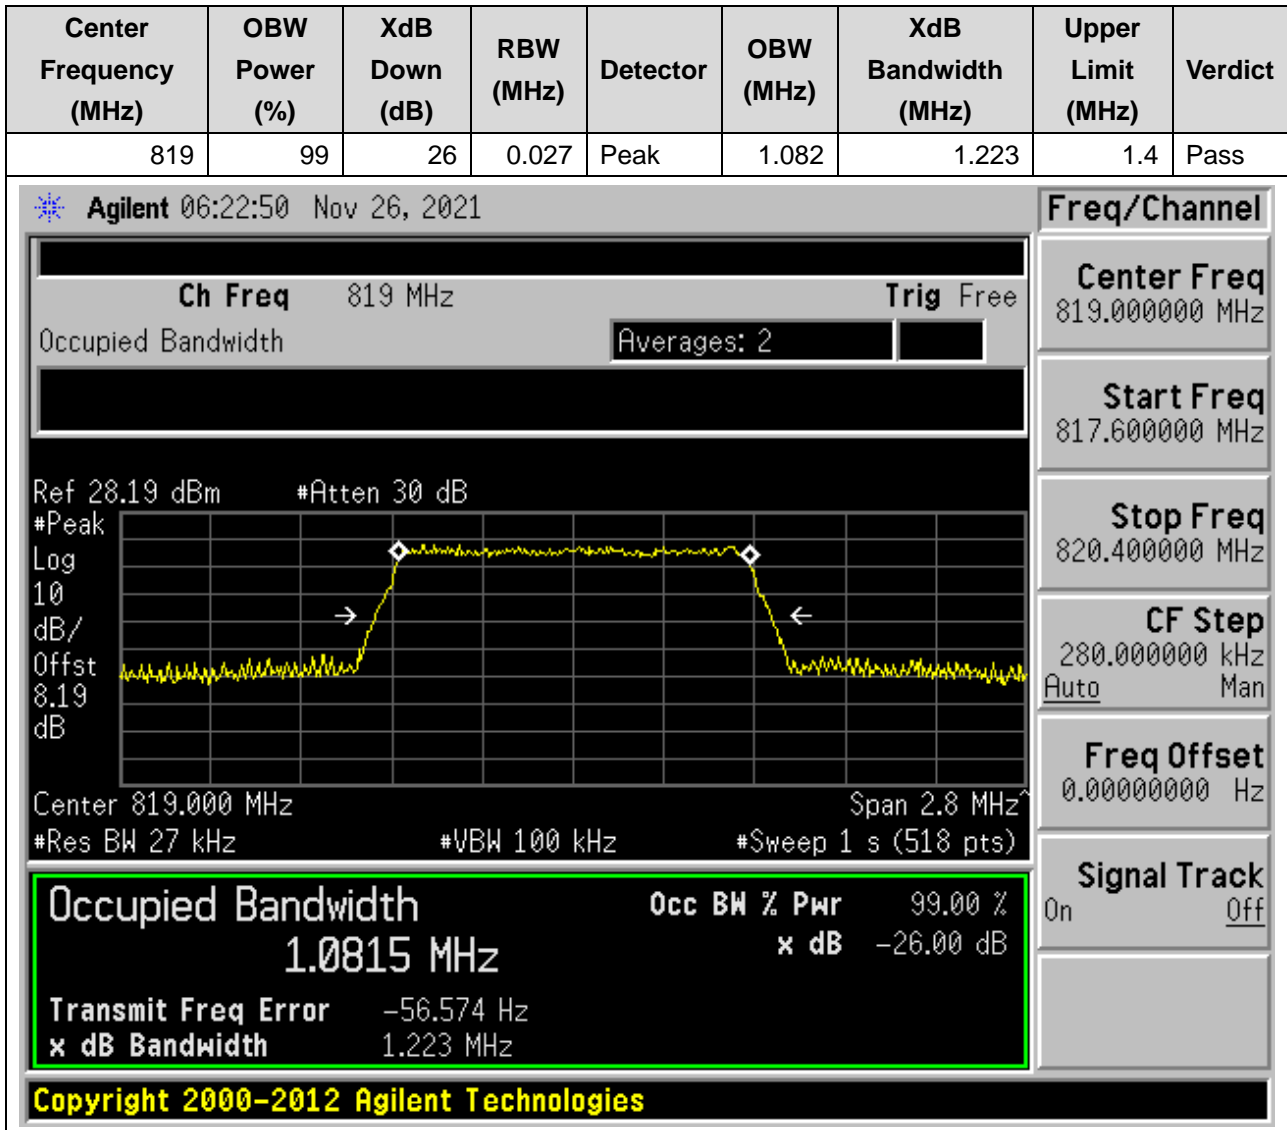 Center Frequency (MHz) OBW Power (%) XdB Down (dB) RBW (MHz) Detector OBW (MHz) XdB Bandwidth (MHz) Upper Limit (MHz) Verdict
819 99 26 0.027 Peak 1.082 1.223 1.4 Pass
Agilent 06:22:50 Nov 26, 2021
Freq/Channel
Ch Freq 819 MHz Trig Free
Occupied Bandwidth Averages: 2
Center Freq
819.000000 MHz
Start Freq
817.600000 MHz
Stop Freq
820.400000 MHz
CF Step
280.000000 kHz
Auto Man
Freq Offset
0.00000000 Hz
Signal Track
On Off
Ref 28.19 dBm #Atten 30 dB
#Peak
Log
10
dB/
Offst
8.19
dB
Center 819.000 MHz Span 2.8 MHz^
#Res BW 27 kHz #VBW 100 kHz #Sweep 1 s (518 pts)
Occupied Bandwidth Occ BW % Pwr 99.00 %
1.0815 MHz x dB -26.00 dB
Transmit Freq Error -56.574 Hz
x dB Bandwidth 1.223 MHz
Copyright 2000-2012 Agilent Technologies